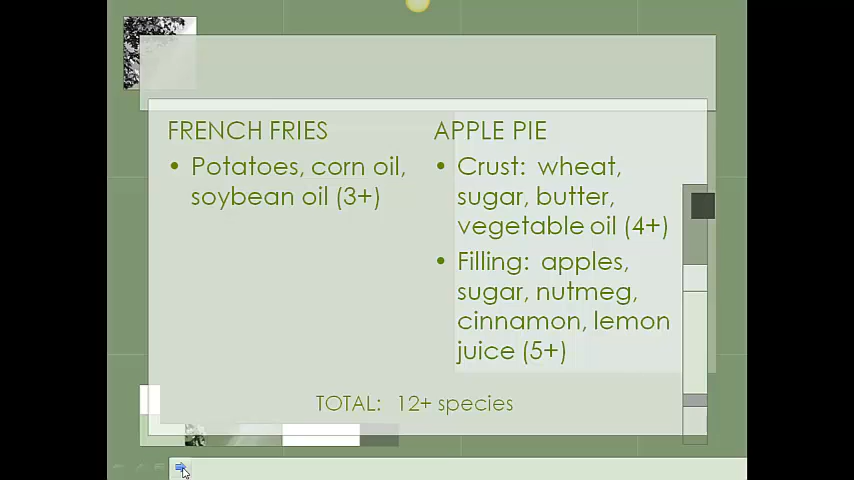 FRENCH FRIES
• Potatoes, corn oil,
soybean oil (3+)
APPLE PIE
• Crust: wheat,
sugar, butter,
vegetable oil (4+)
• Filling: apples,
sugar, nutmeg,
cinnamon, lemon
juice (5+)
TOTAL: 12+ species